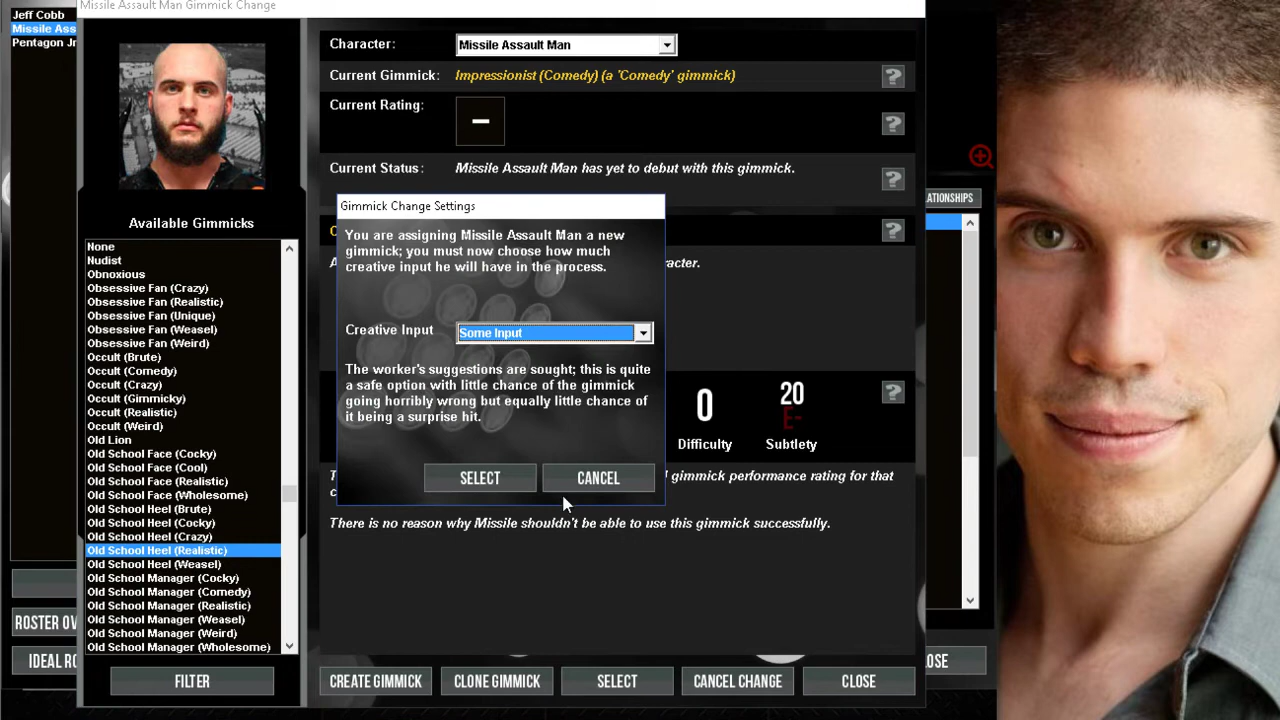 Missile Assault Man Gimmick Change
Jeff Cobb
Missile Ass
Pentagon Jr
Character:
Missile Assault Man
Current Gimmick:
Impressionist (Comedy) (a 'Comedy' gimmick)
?
Current Rating:
–
?
Current Status:
Missile Assault Man has yet to debut with this gimmick.
?
ATIONSHIPS
Available Gimmicks
None
Nudist
Obnoxious
Obsessive Fan (Crazy)
Obsessive Fan (Realistic)
Obsessive Fan (Unique)
Obsessive Fan (Weasel)
Obsessive Fan (Weird)
Occult (Brute)
Occult (Comedy)
Occult (Crazy)
Occult (Gimmicky)
Occult (Realistic)
Occult (Weird)
Old Lion
Old School Face (Cocky)
Old School Face (Cool)
Old School Face (Realistic)
Old School Face (Wholesome)
Old School Heel (Brute)
Old School Heel (Cocky)
Old School Heel (Crazy)
Old School Heel (Realistic)
Old School Heel (Weasel)
Old School Manager (Cocky)
Old School Manager (Comedy)
Old School Manager (Realistic)
Old School Manager (Weasel)
Old School Manager (Weird)
Old School Manager (Wholesome)
FILTER
Gimmick Change Settings
You are assigning Missile Assault Man a new
gimmick; you must now choose how much
creative input he will have in the process.
Creative Input
Some Input
The worker's suggestions are sought; this is quite
a safe option with little chance of the gimmick
going horribly wrong but equally little chance of
it being a surprise hit.
SELECT
CANCEL
?
racter.
0
Difficulty
20
E-
Subtlety
?
d gimmick performance rating for that
There is no reason why Missile shouldn't be able to use this gimmick successfully.
ROSTER OV
IDEAL RO
CREATE GIMMICK
CLONE GIMMICK
SELECT
CANCEL CHANGE
CLOSE
OSE